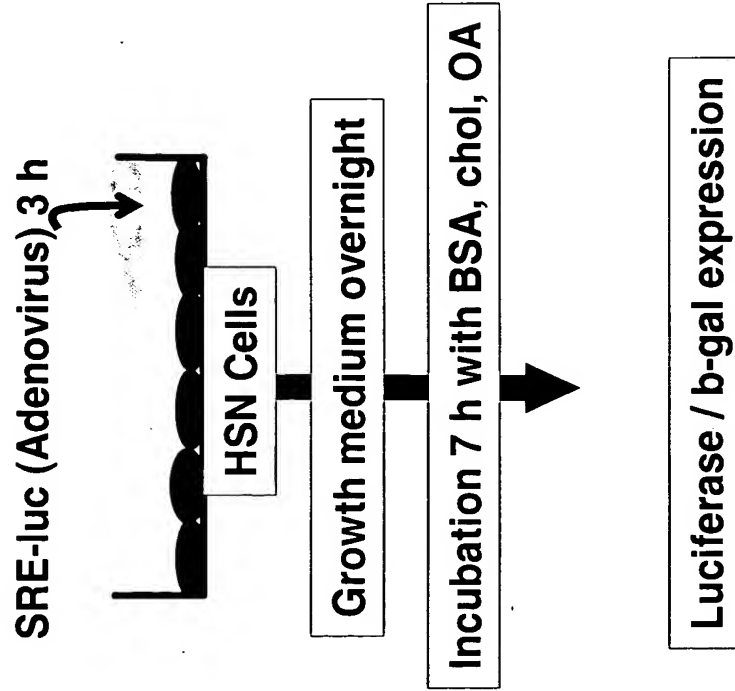 SRE-luc (Adenovirus) 3 h
HSN Cells
Growth medium overnight
Incubation 7 h with BSA, chol, OA
Luciferase / b-gal expression